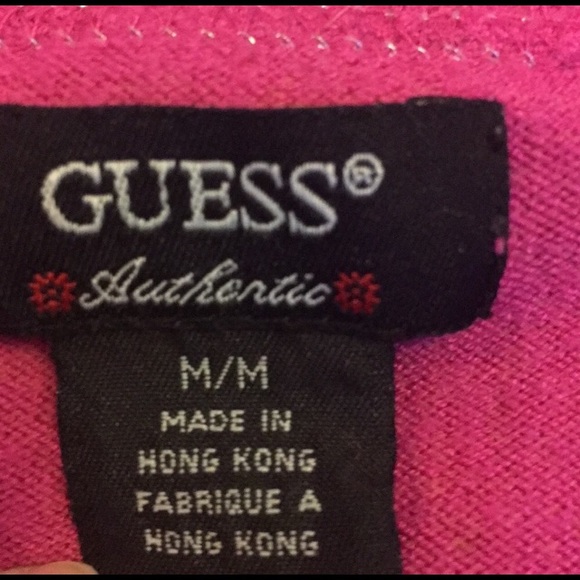 GUESS®
Authentic
M/M
MADE IN
HONG KONG
FABRIQUE A
HONG KONG